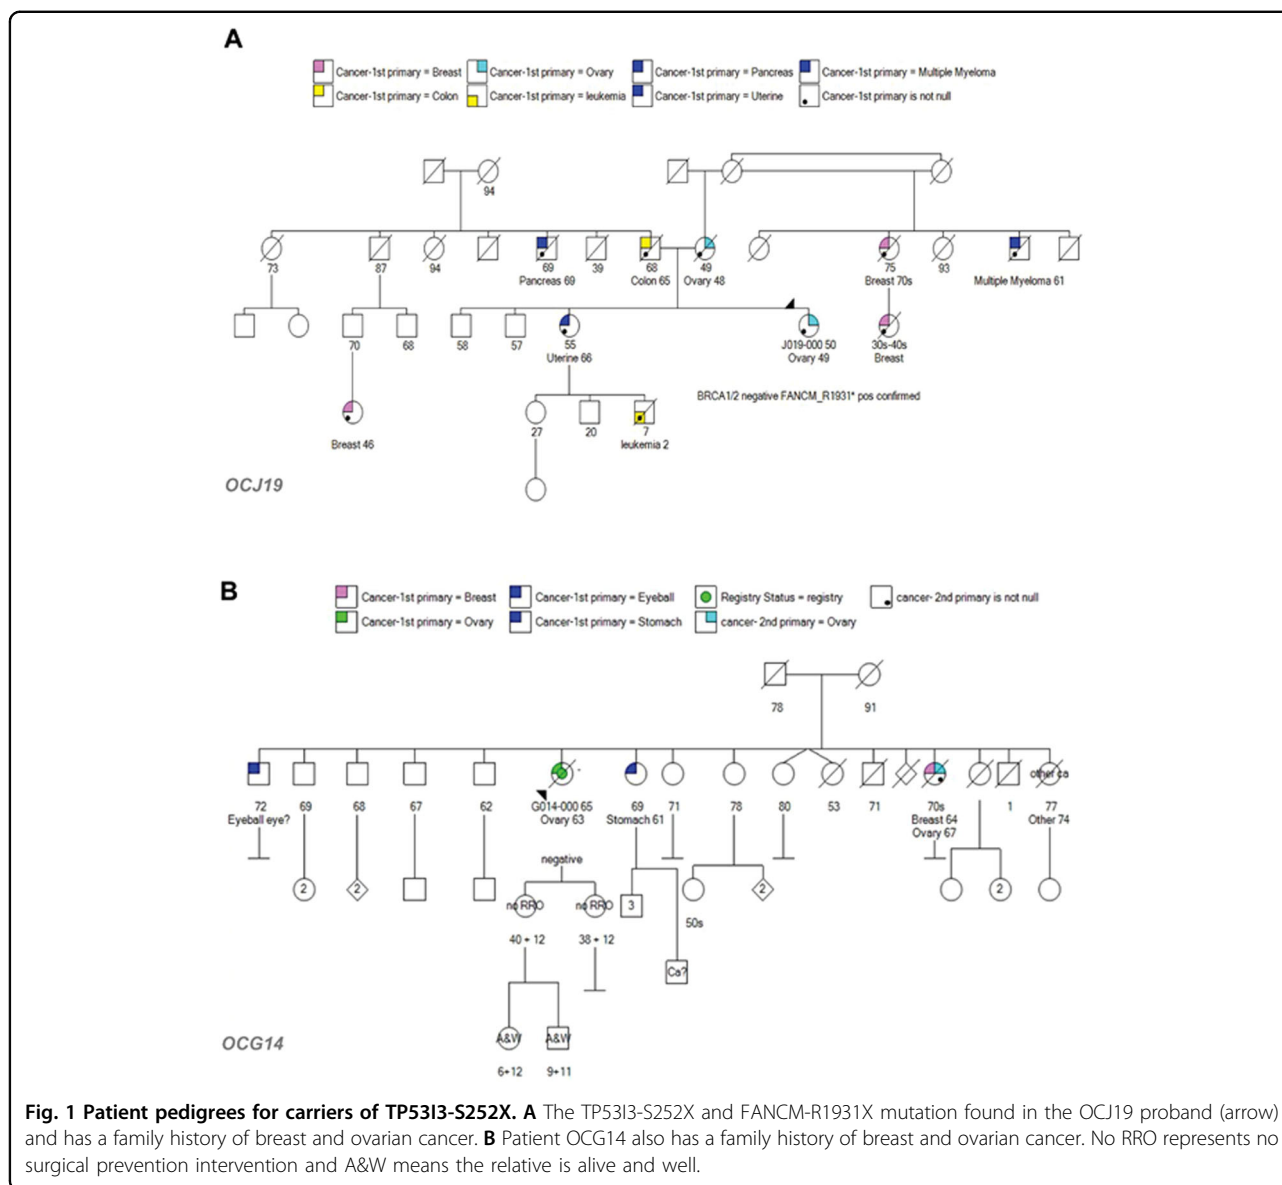 A
Cancer-1st primary = Breast Cancer-1st primary = Ovary Cancer-1st primary = Pancreas Cancer-1st primary = Multiple Myeloma
Cancer-1st primary = Colon Cancer-1st primary = leukemia Cancer-1st primary = Uterine Cancer-1st primary is not null
94
73 87 94 69 39 68 49 75 93
Pancreas 69 Colon 65 Ovary 48 Breast 70s Multiple Myeloma 61
70 68 58 57 55 J019-000 50 30s-40s
Uterine 66 Ovary 49 Breast
BRCA1/2 negative FANCM_R1931* pos confirmed
27 20 7
Breast 46 leukemia 2
OCJ19
B
Cancer-1st primary = Breast Cancer-1st primary = Eyeball Registry Status = registry cancer- 2nd primary is not null
Cancer-1st primary = Ovary Cancer-1st primary = Stomach cancer- 2nd primary = Ovary
78 91
other ca
72 69 68 67 62 G014-000 65 69 71 78 80 53 71 70s 1 77
Eyeball eye? Ovary 63 Stomach 61 Breast 64 Other 74
Ovary 67
negative
2 2 no RRO no RRO 3 2 2
50s
40 + 12 38 + 12
Ca?
A&W A&W
6+12 9+11
OCG14
Fig. 1 Patient pedigrees for carriers of TP53I3-S252X. A The TP53I3-S252X and FANCM-R1931X mutation found in the OCJ19 proband (arrow)
and has a family history of breast and ovarian cancer. B Patient OCG14 also has a family history of breast and ovarian cancer. No RRO represents no
surgical prevention intervention and A&W means the relative is alive and well.